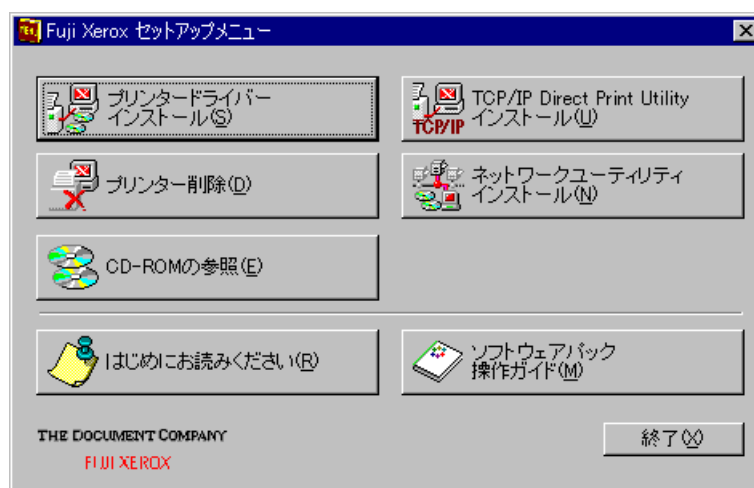 Fuji Xerox セットアップメニュー
プリンタードライバー
インストール(S)
TCP/IP
TCP/IP Direct Print Utility
インストール(U)
プリンター削除(D)
ネットワークユーティリティ
インストール(N)
CD-ROMの参照(E)
はじめにお読みください(R)
ソフトウェアパック
操作ガイド(M)
THE DOCUMENT COMPANY
FUJI XEROX
終了(X)